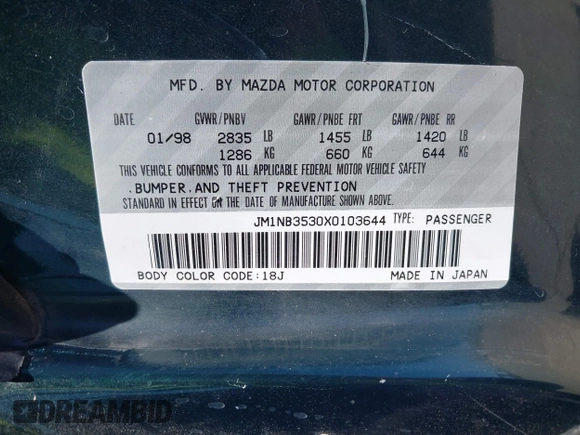 MFD. BY MAZDA MOTOR CORPORATION
DATE GVWR/PNBV GAWR/PNBE FRT GAWR/PNBE RR
01/98 2835 LB 1455 LB 1420 LB
1286 KG 660 KG 644 KG
THIS VEHICLE CONFORMS TO ALL APPLICABLE FEDERAL MOTOR VEHICLE SAFETY
.BUMPER.AND THEFT PREVENTION
STANDARDS IN EFFECT ON THE DATE OF MANUFACTURE SHOWN ABOVE.
JM1NB3530X0103644 TYPE: PASSENGER
BODY COLOR CODE:18J MADE IN JAPAN
DREAMBID